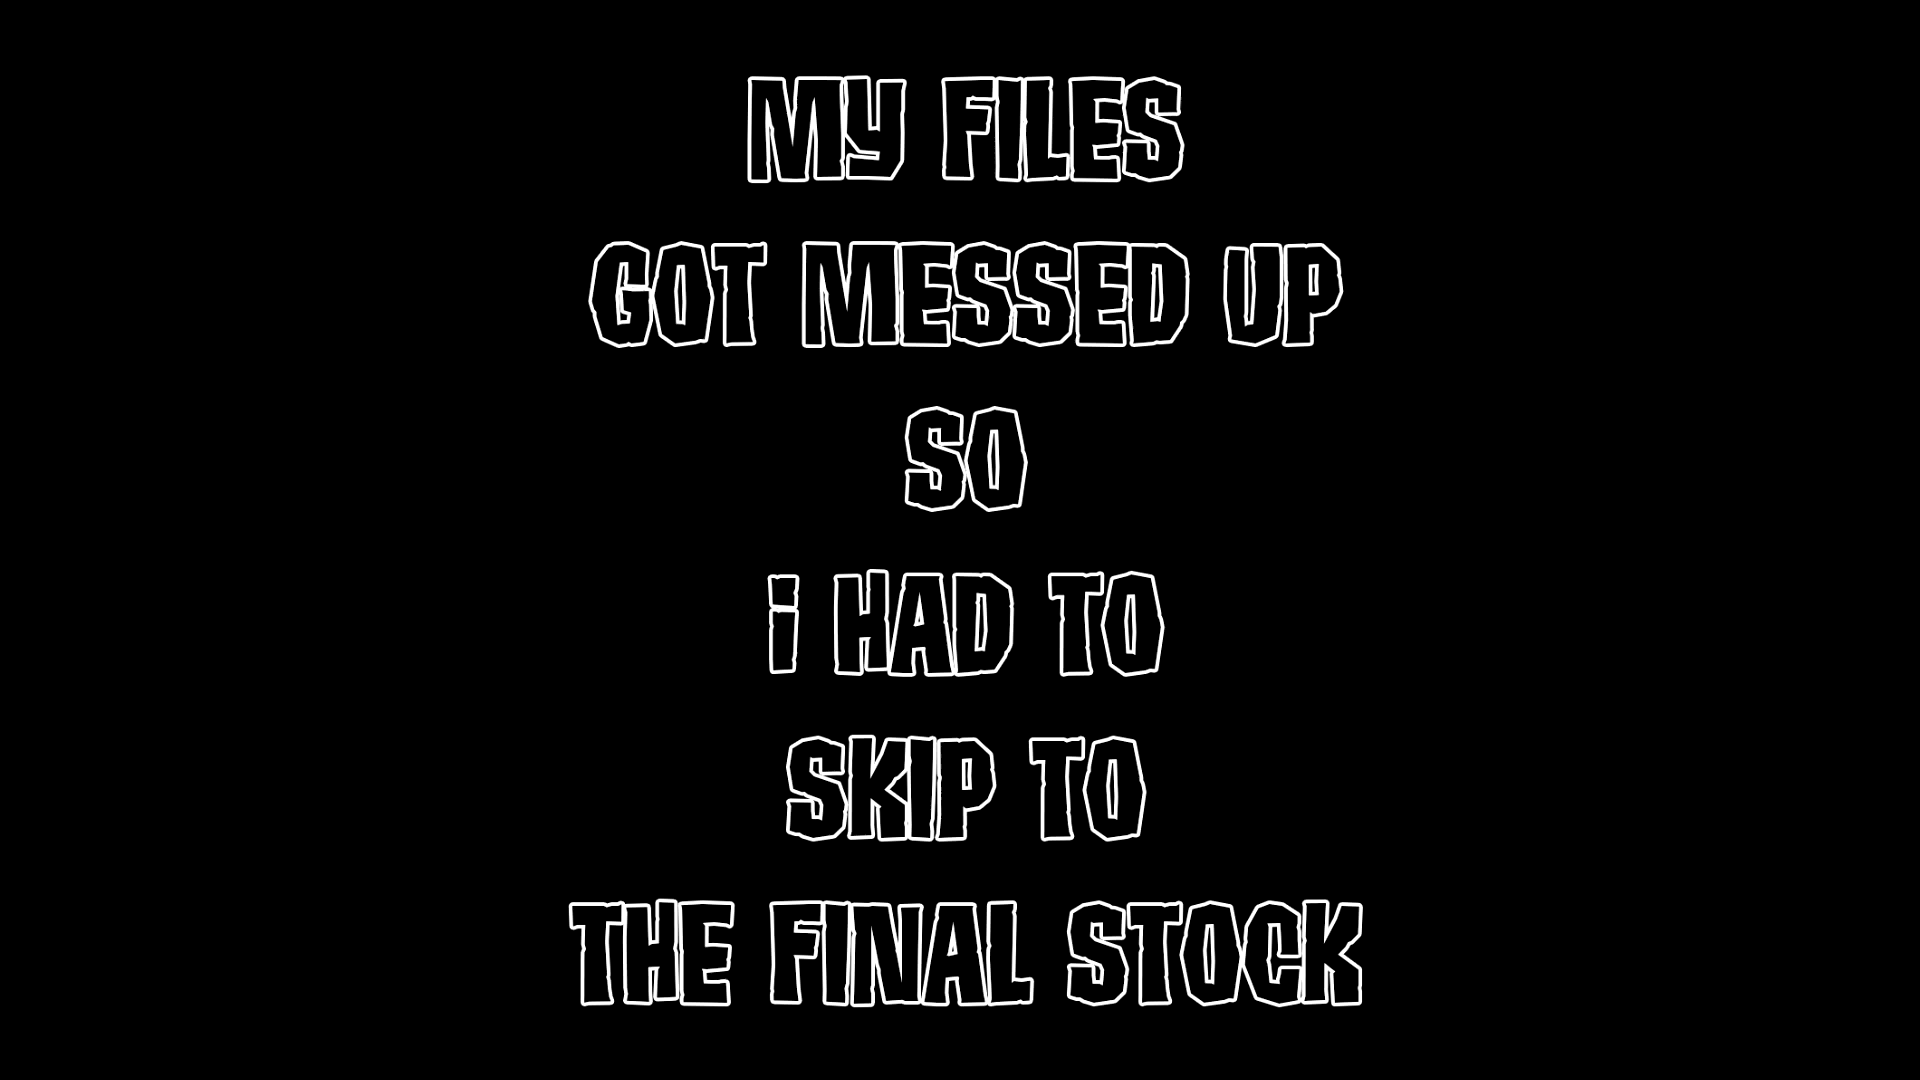 MY FILES
GOT MESSED UP
SO
i HAD TO
SKIP TO
THE FINAL STOCK